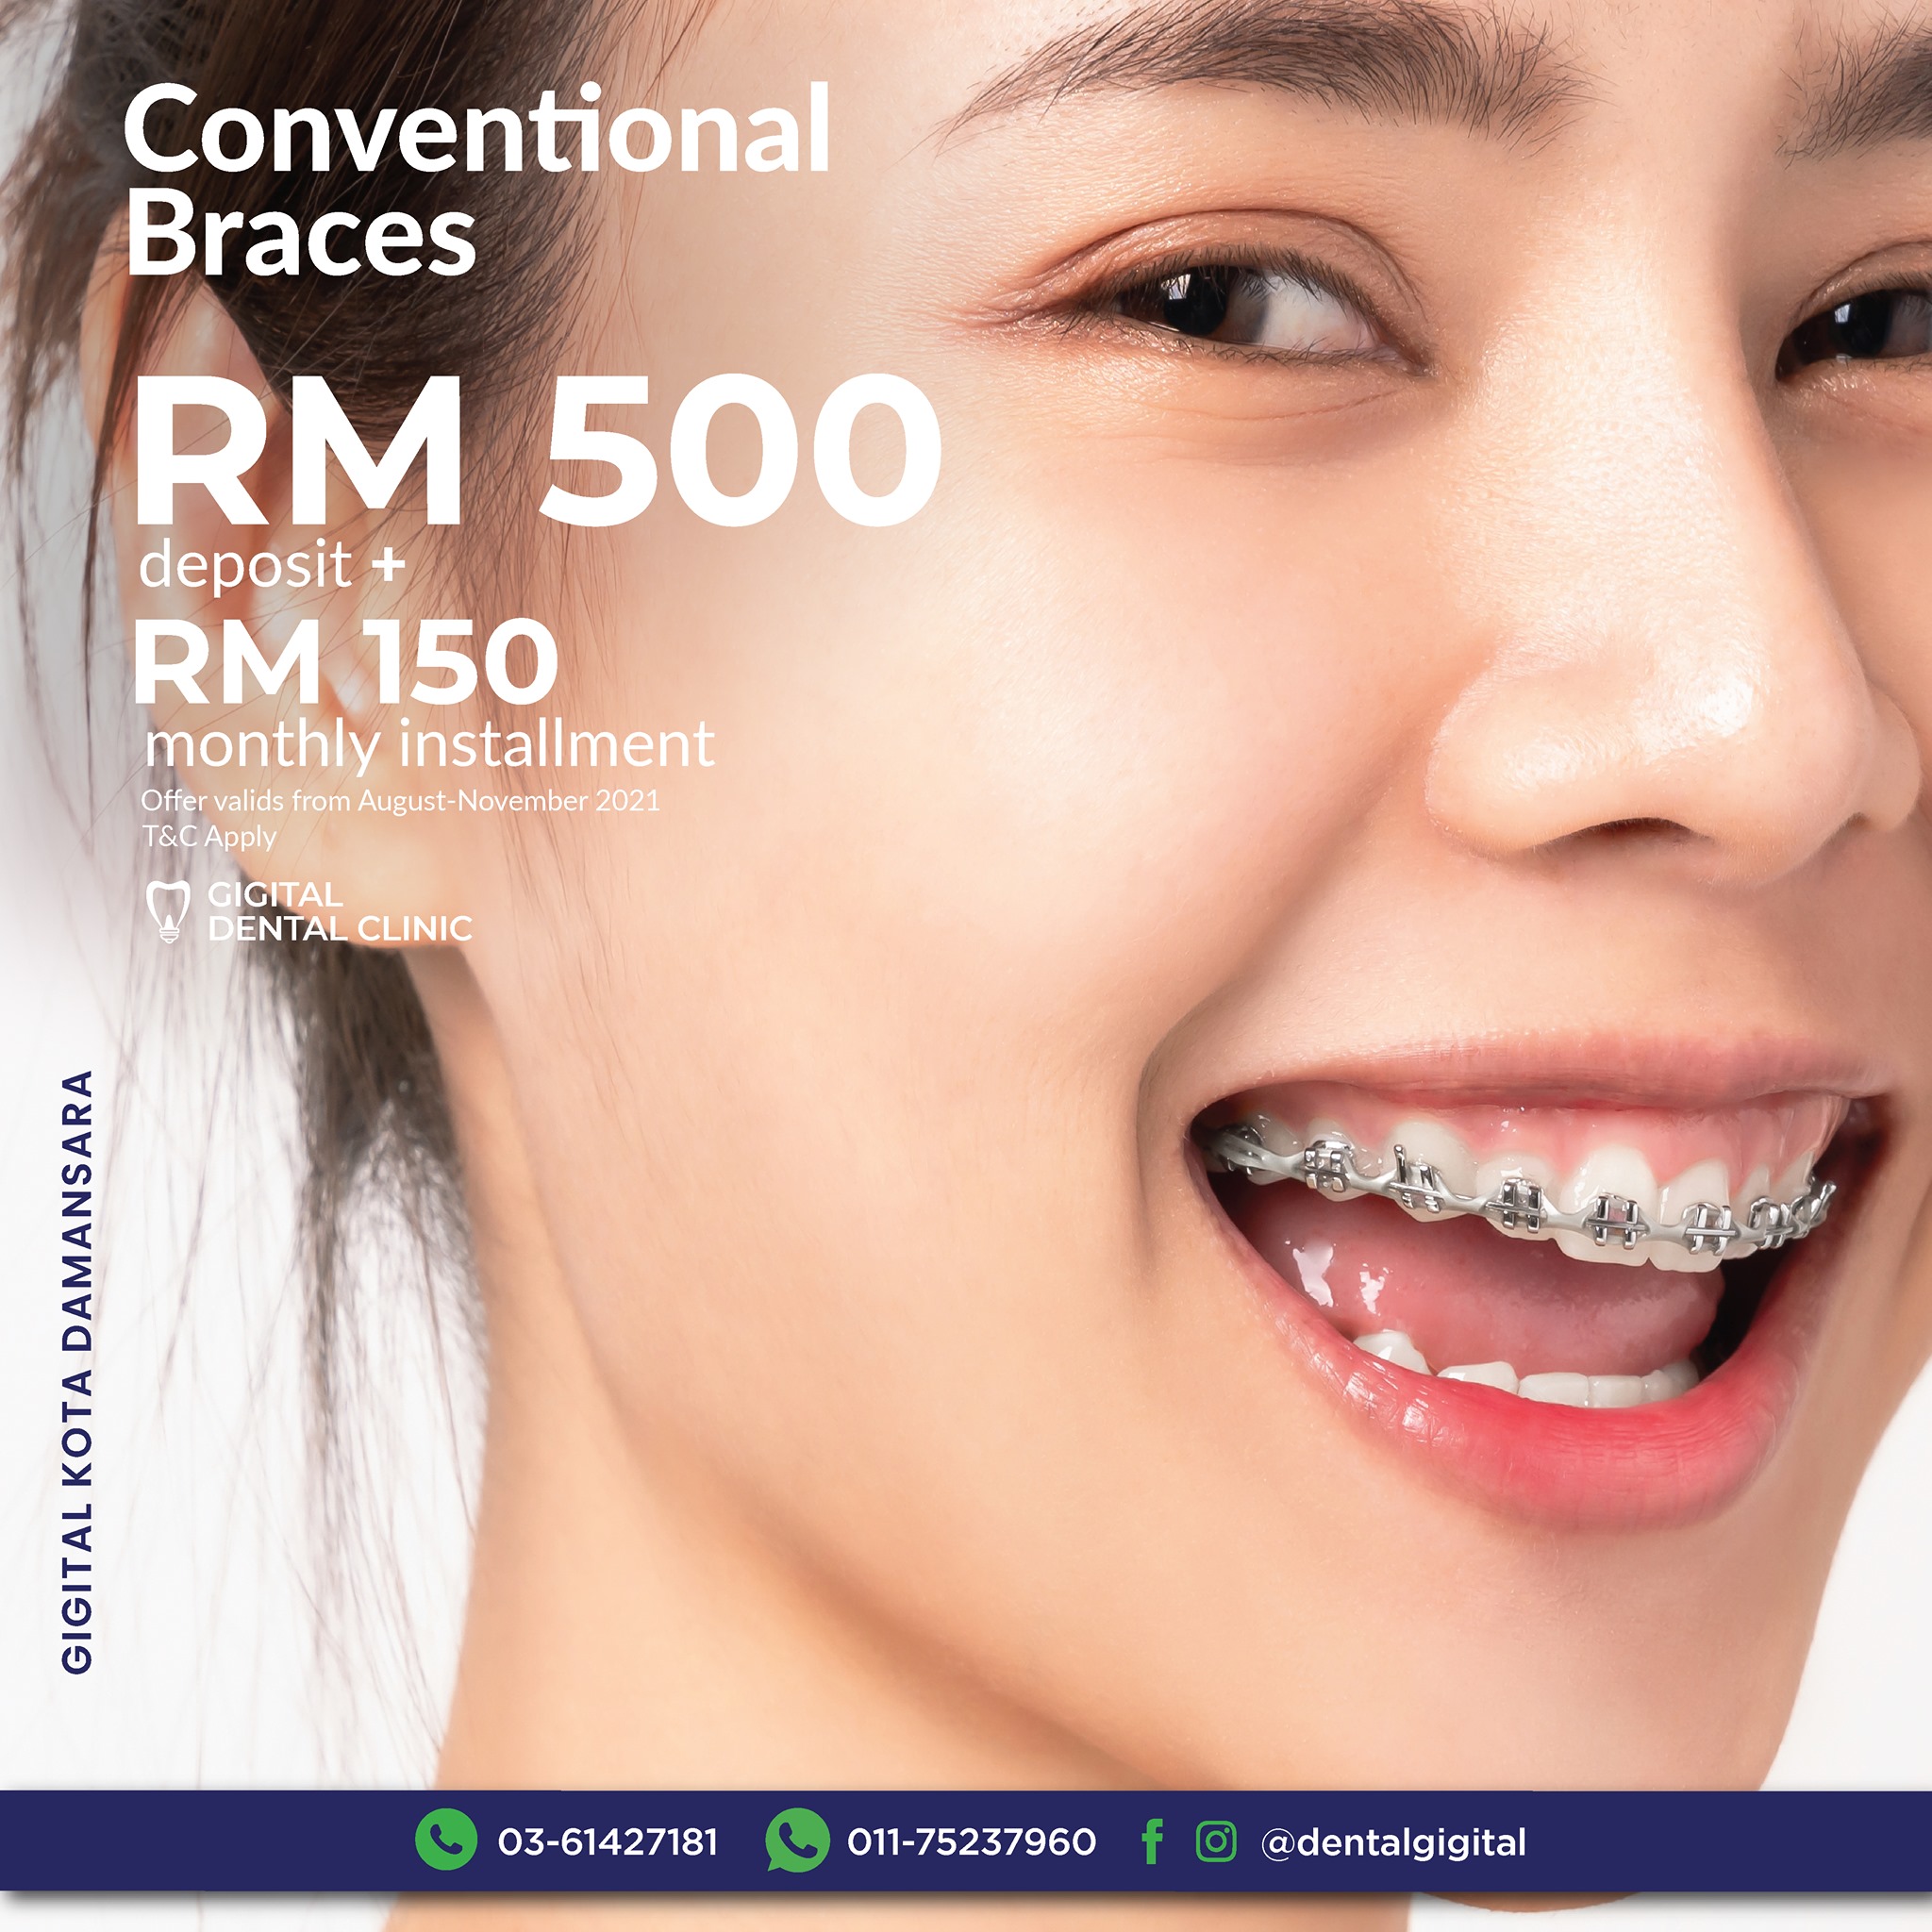 Conventional
Braces
RM 500
deposit +
RM 150
monthly installment
Offer valids from August-November 2021
T&C Apply
GIGITAL
DENTAL CLINIC
GIGITAL KOTA DAMANSARA
03-61427181 011-75237960 @dentalgigital